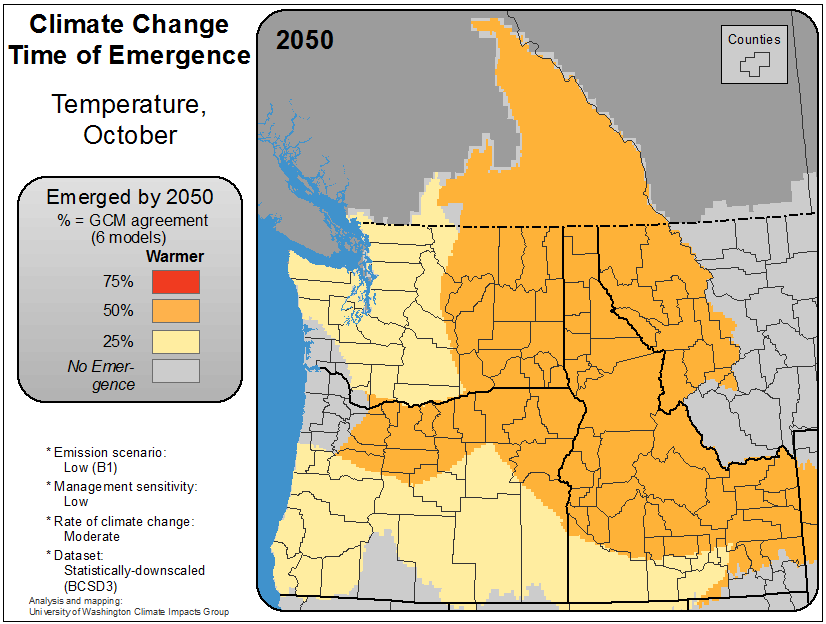 Climate Change
Time of Emergence
Temperature,
October
Emerged by 2050
% = GCM agreement
(6 models)
Warmer
75%
50%
25%
No Emer-
gence
* Emission scenario:
Low (B1)
* Management sensitivity:
Low
* Rate of climate change:
Moderate
* Dataset:
Statistically-downscaled
(BCSD3)
Analysis and mapping:
University of Washington Climate Impacts Group
2050
Counties